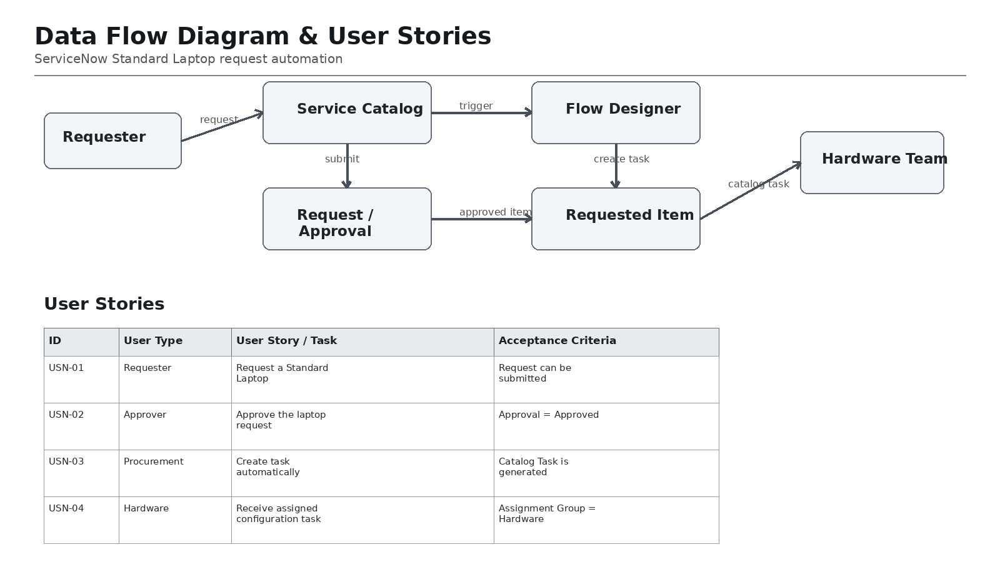 Data Flow Diagram & User Stories
ServiceNow Standard Laptop request automation
Requester
request
Service Catalog
trigger
Flow Designer
submit
create task
Hardware Team
catalog task
Request /
Approval
approved item
Requested Item
User Stories
ID User Type User Story / Task Acceptance Criteria
USN-01 Requester Request a Standard Request can be
Laptop submitted
USN-02 Approver Approve the laptop Approval = Approved
request
USN-03 Procurement Create task Catalog Task is
automatically generated
USN-04 Hardware Receive assigned Assignment Group =
configuration task Hardware